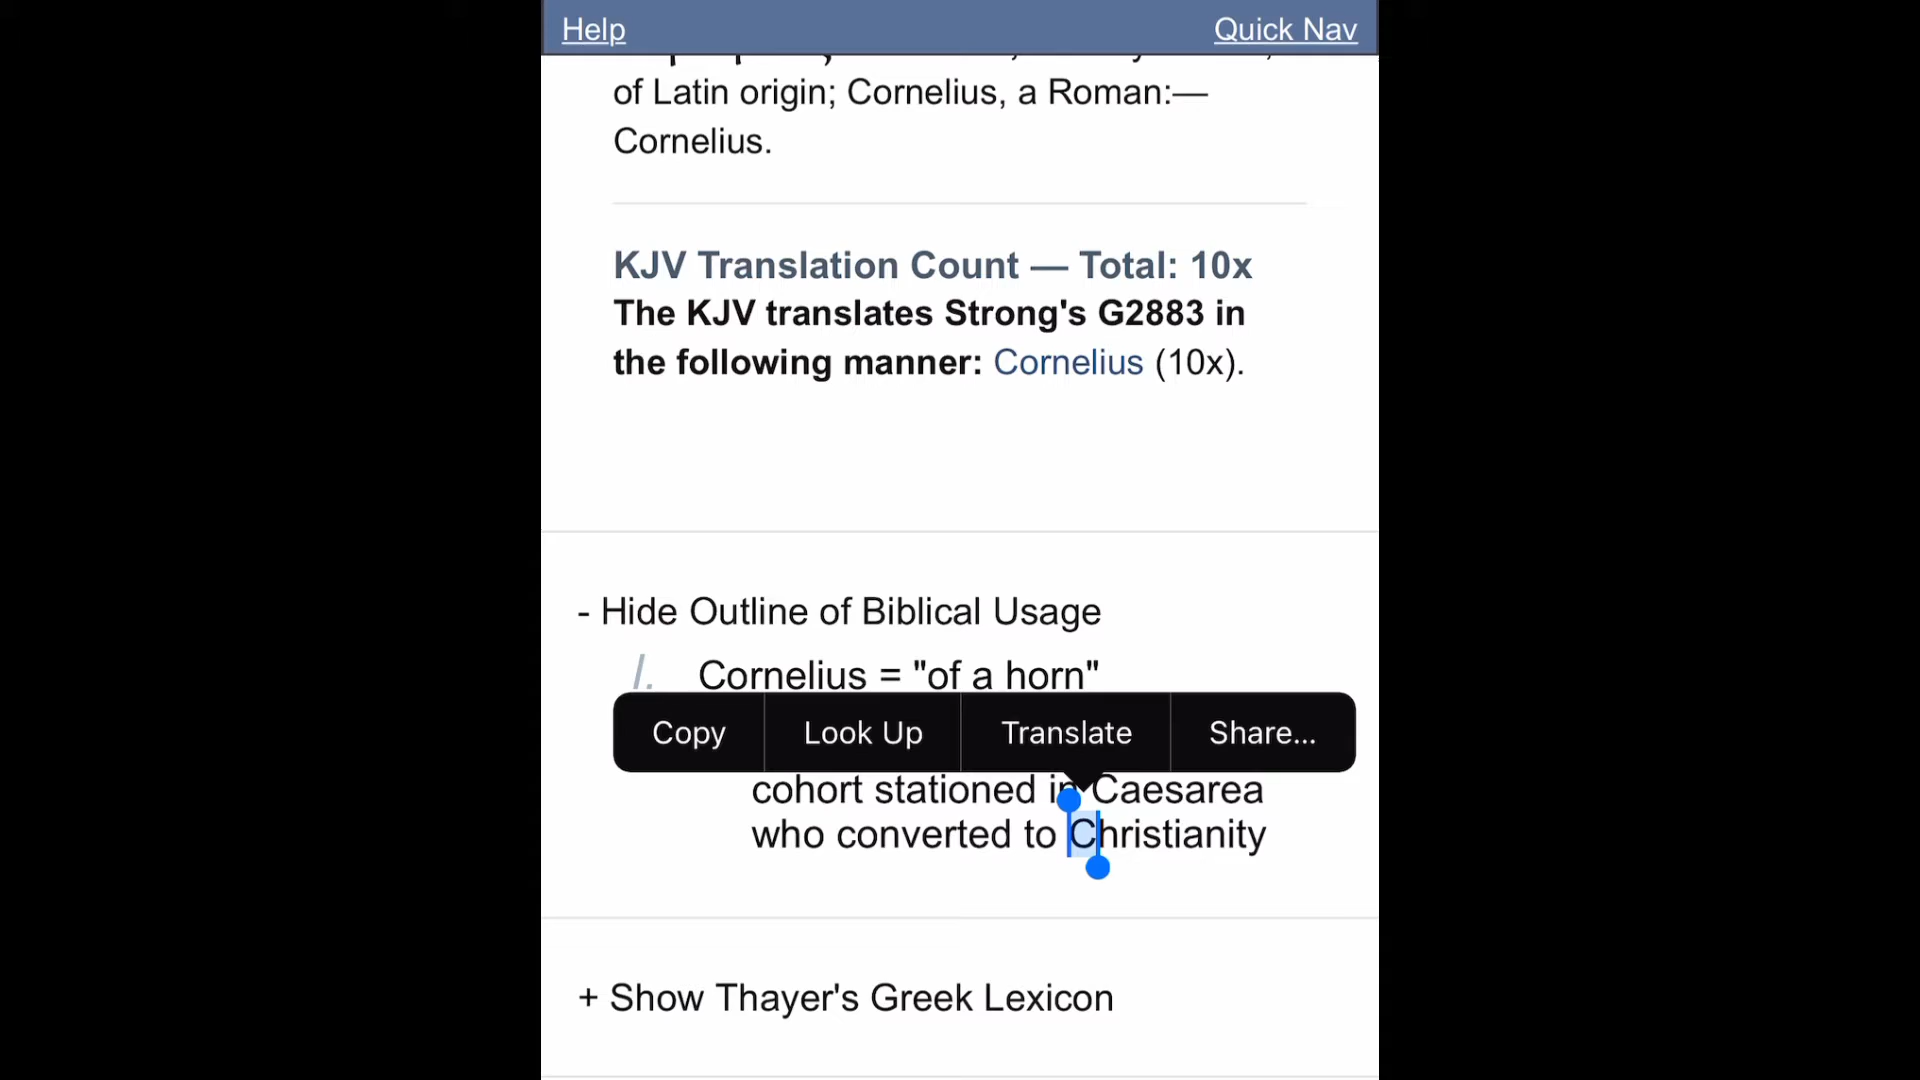 Help Quick Nav
of Latin origin; Cornelius, a Roman:—
Cornelius.
KJV Translation Count — Total: 10x
The KJV translates Strong's G2883 in
the following manner: Cornelius (10x).
- Hide Outline of Biblical Usage
I. Cornelius = "of a horn"
Copy Look Up Translate Share...
cohort stationed in Caesarea
who converted to Christianity
+ Show Thayer's Greek Lexicon